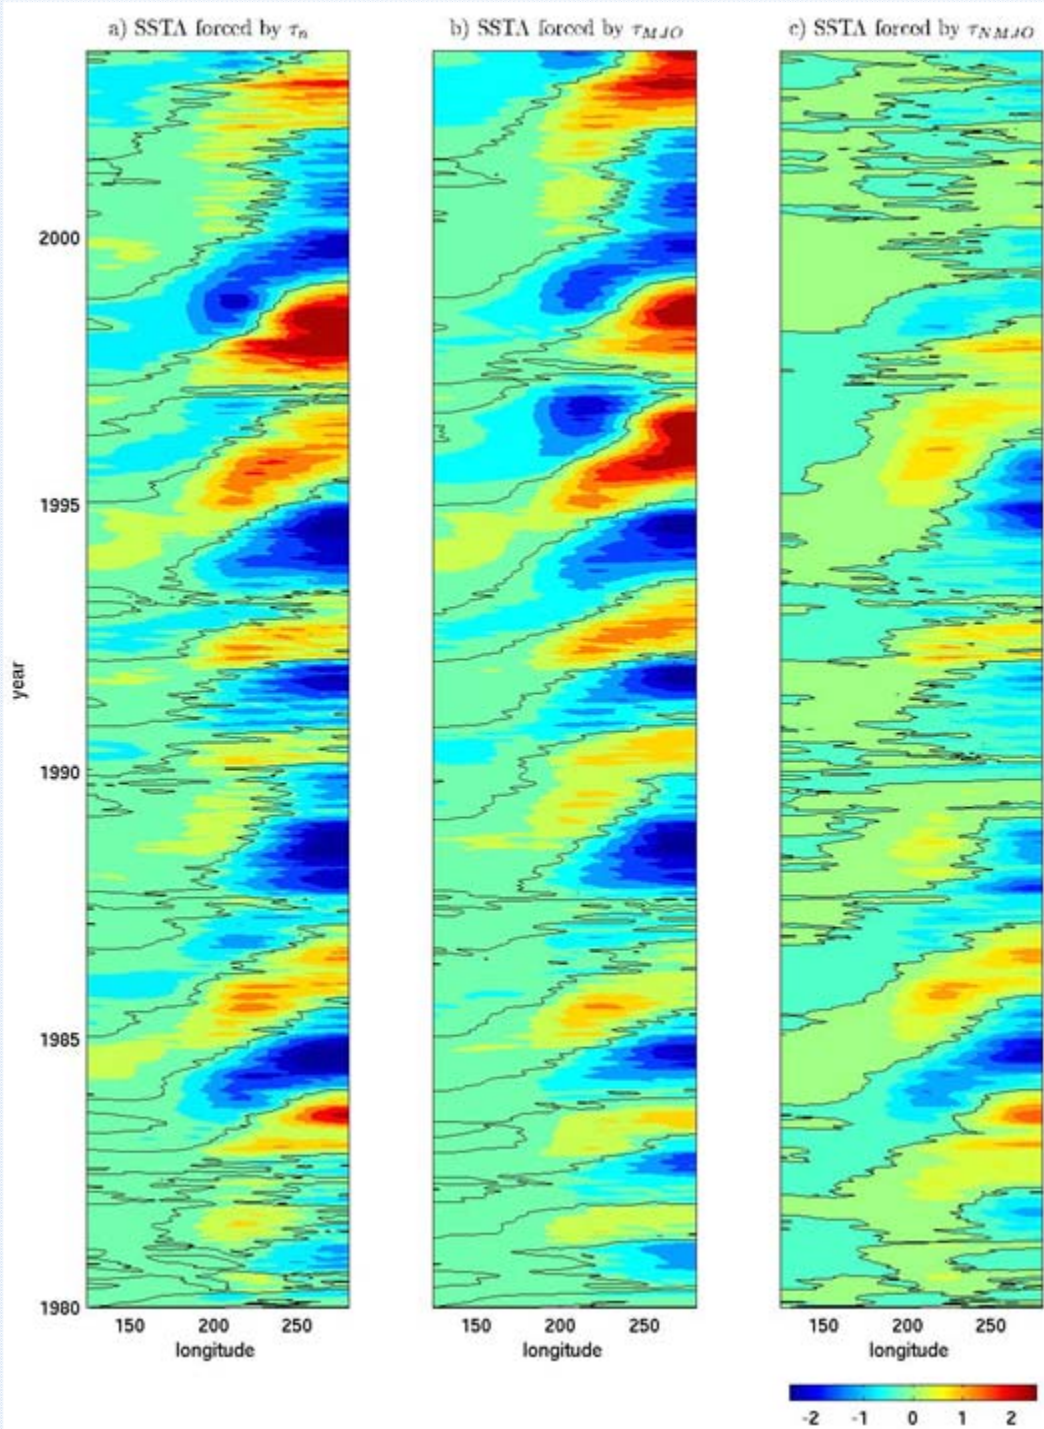 a) SSTA forced by τn
b) SSTA forced by τMJO
c) SSTA forced by τNMJO
year
2000
1995
1990
1985
1980
150 200 250
150 200 250
150 200 250
longitude
longitude
longitude
-2 -1 0 1 2